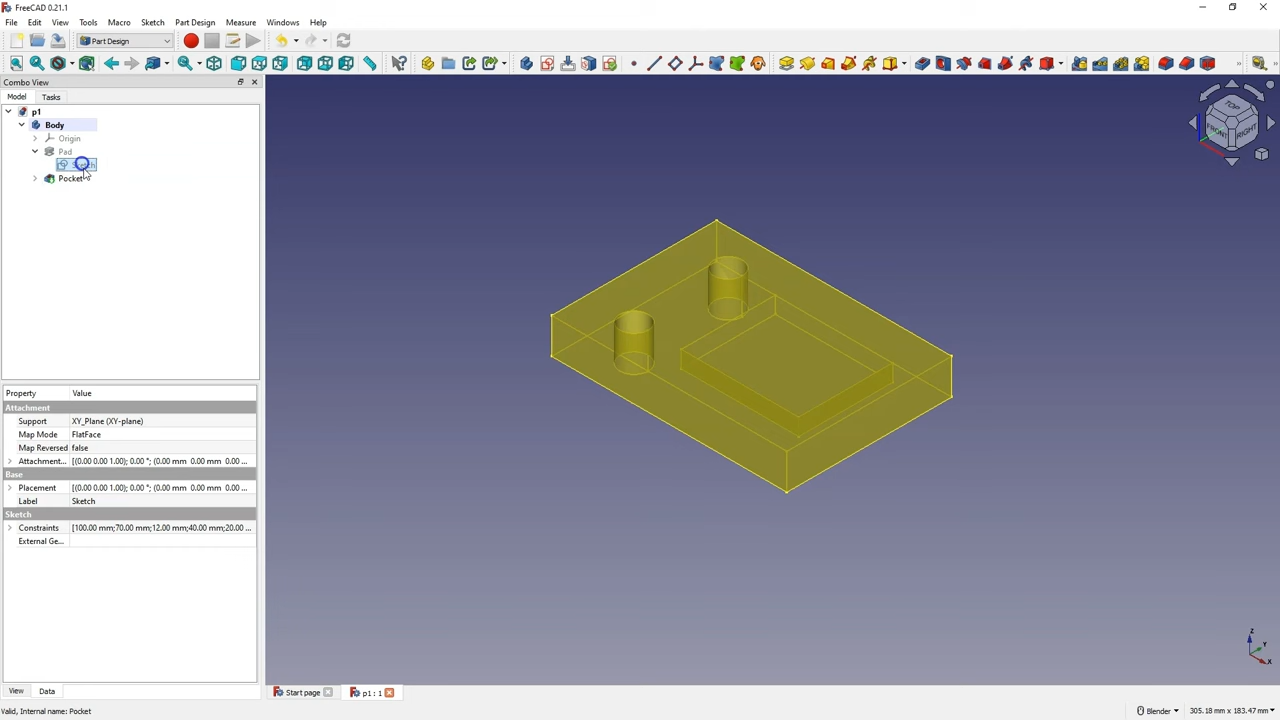 FreeCAD 0.21.1
File Edit View Tools Macro Sketch Part Design Measure Windows Help
Part Design
Combo View
Model Tasks
p1
Body
Origin
Pad
Pocket
Property Value
Attachment
Support XY_Plane (XY-plane)
Map Mode FlatFace
Map Reversed false
Attachment... [(0.00 0.00 1.00); 0.00 °; (0.00 mm 0.00 mm 0.00 ...
Base
Placement [(0.00 0.00 1.00); 0.00 °; (0.00 mm 0.00 mm 0.00 ...
Label Sketch
Sketch
Constraints [100.00 mm;70.00 mm;12.00 mm;40.00 mm;20.00 ...
External Ge...
View Data
TOP
FRONT RIGHT
Z
Y
X
Start page p1 : 1
Valid, Internal name: Pocket
Blender 305.18 mm x 183.47 mm